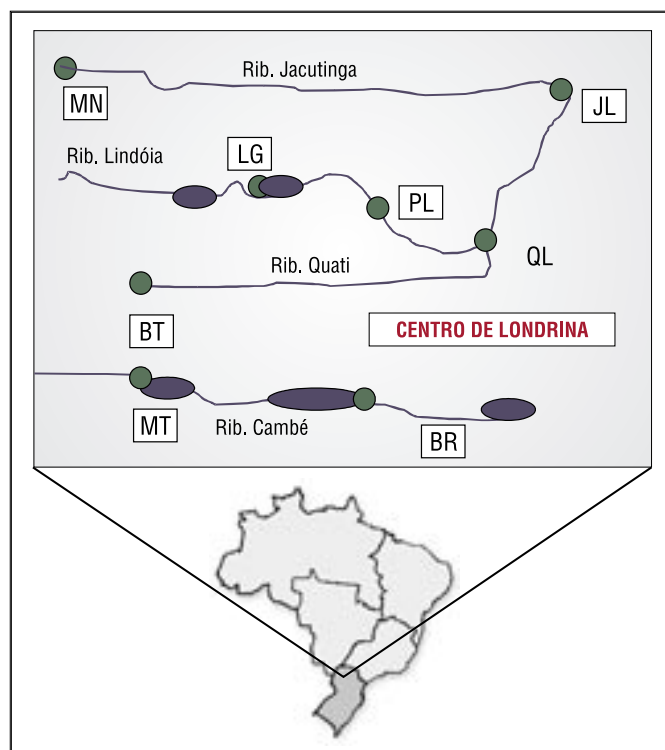 Rib. Jacutinga
MN
JL
Rib. Lindóia
LG
PL
QL
Rib. Quati
BT
CENTRO DE LONDRINA
MT
Rib. Cambé
BR